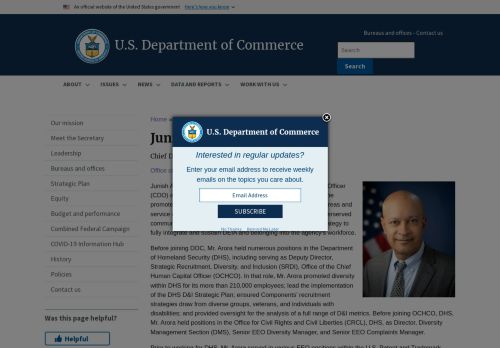 An official website of the United States government Here's how you know
U.S. Department of Commerce
Bureaus and offices - Contact us
Search
Search
ABOUT ISSUES NEWS DATA AND REPORTS WORK WITH US
Our mission
Meet the Secretary
Leadership
Bureaus and offices
Strategic Plan
Equity
Budget and performance
Combined Federal Campaign
COVID-19 Information Hub
History
Policies
Contact us
Was this page helpful?
Helpful
Home »
Juni
Chief D
Office o
U.S. Department of Commerce
Interested in regular updates?
Enter your email address to receive weekly
emails on the topics you care about.
Email Address
SUBSCRIBE
No Thanks Remind Me Later
Junish A
Officer
(CDO)
promote
areas and
service
served
commun
strategy to
fully integrate and sustain DEIA and belonging into the agency's workforce.
Before joining DOC, Mr. Arora held numerous positions in the Department
of Homeland Security (DHS), including serving as Deputy Director,
Strategic Recruitment, Diversity, and Inclusion (SRDI), Office of the Chief
Human Capital Officer (OCHCO). In that role, Mr. Arora promoted diversity
within DHS for its more than 210,000 employees; lead the implementation
of the DHS D&I Strategic Plan; ensured Components' recruitment
strategies draw from diverse groups, veterans, and individuals with
disabilities; and provided oversight for the analysis of a full range of D&I metrics. Before joining OCHCO, DHS,
Mr. Arora held positions in the Office for Civil Rights and Civil Liberties (CRCL), DHS, as Director, Diversity
Management Section (DMS), Senior EEO Diversity Manager, and Senior EEO Complaints Manager.